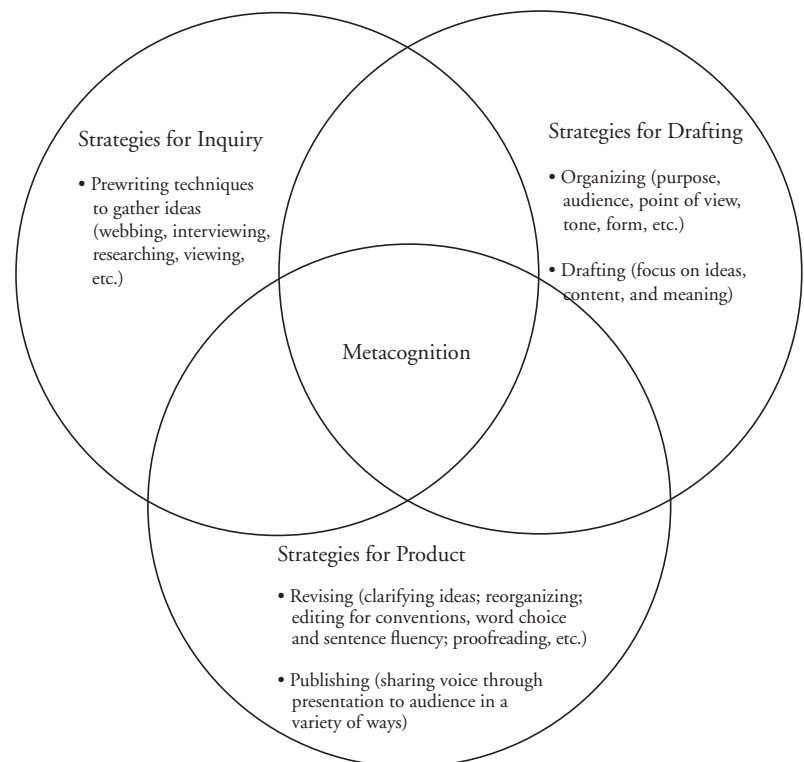 Strategies for Inquiry
• Prewriting techniques
to gather ideas
(webbing, interviewing,
researching, viewing,
etc.)
Strategies for Drafting
• Organizing (purpose,
audience, point of view,
tone, form, etc.)
• Drafting (focus on ideas,
content, and meaning)
Metacognition
Strategies for Product
• Revising (clarifying ideas; reorganizing;
editing for conventions, word choice
and sentence fluency; proofreading, etc.)
• Publishing (sharing voice through
presentation to audience in a
variety of ways)